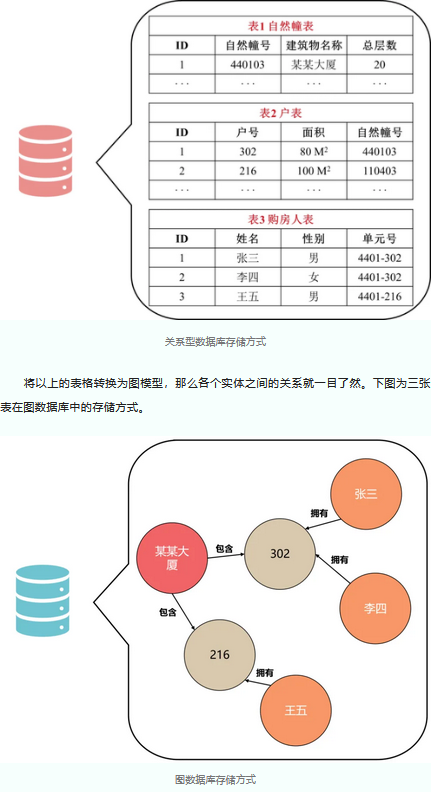 表1 自然幢表
ID 自然幢号 建筑物名称 总层数
1 440103 某某大厦 20
··· ··· ··· ···
表2 户表
ID 户号 面积 自然幢号
1 302 80 M² 440103
2 216 100 M² 110403
··· ··· ··· ···
表3 购房人表
ID 姓名 性别 单元号
1 张三 男 4401-302
2 李四 女 4401-302
3 王五 男 4401-216
关系型数据库存储方式
将以上的表格转换为图模型，那么各个实体之间的关系就一目了然。下图为三张
表在图数据库中的存储方式。
张三
拥有
某某大
厦
包含
302
拥有
包含
李四
216
拥有
王五
图数据库存储方式